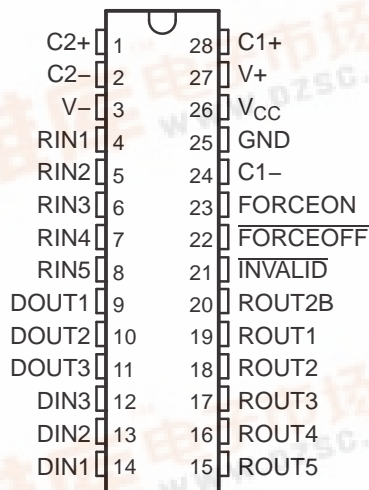 C2+ 1 28 C1+
C2− 2 27 V+
V− 3 26 VCC
RIN1 4 25 GND
RIN2 5 24 C1−
RIN3 6 23 FORCEON
RIN4 7 22 FORCEOFF
RIN5 8 21 INVALID
DOUT1 9 20 ROUT2B
DOUT2 10 19 ROUT1
DOUT3 11 18 ROUT2
DIN3 12 17 ROUT3
DIN2 13 16 ROUT4
DIN1 14 15 ROUT5